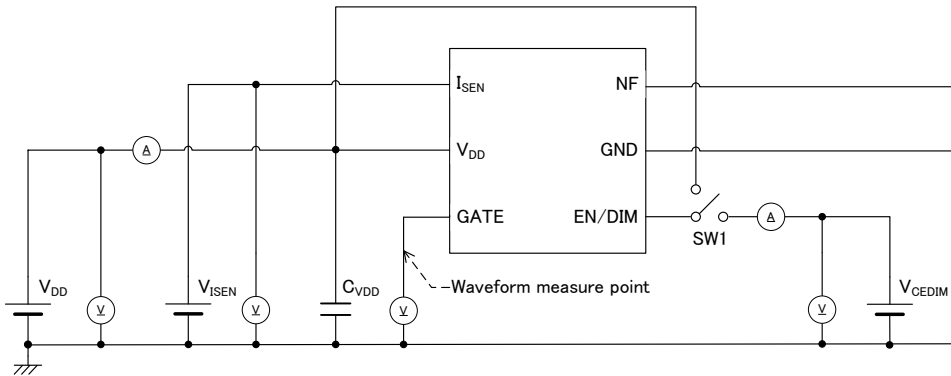 I_SEN
NF
A
V_DD
GND
GATE
EN/DIM
SW1
A
Waveform measure point
V_DD
V
V_ISEN
V
C_VDD
V
V
V_CEDIM